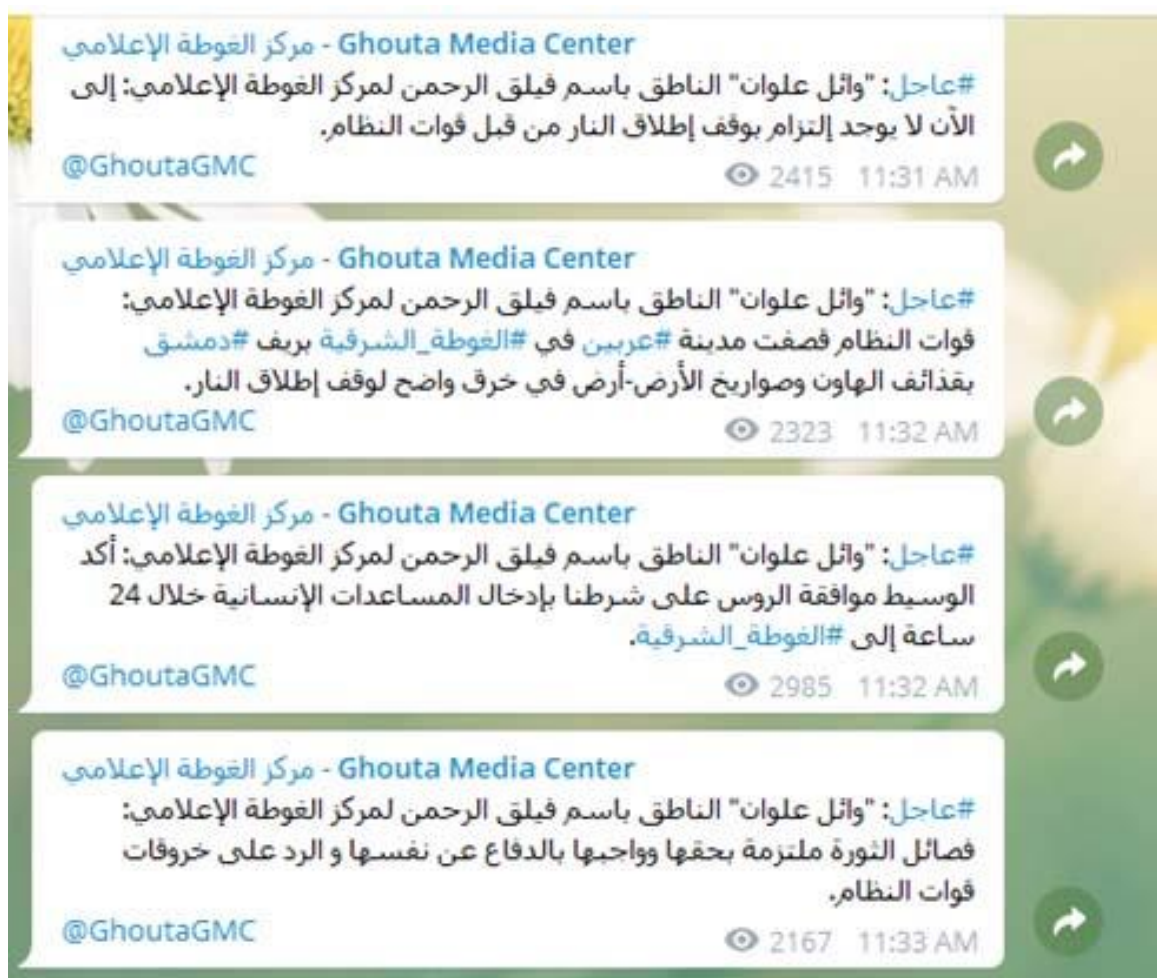 Ghouta Media Center - مركز الغوطة الإعلامي
#عاجل: "وائل علوان" الناطق باسم فيلق الرحمن لمركز الغوطة الإعلامي: إلى
الآن لا يوجد إلتزام بوقف إطلاق النار من قبل قوات النظام.
@GhoutaGMC
2415 11:31 AM
Ghouta Media Center - مركز الغوطة الإعلامي
#عاجل: "وائل علوان" الناطق باسم فيلق الرحمن لمركز الغوطة الإعلامي:
قوات النظام قصفت مدينة #عربين في #الغوطة_الشرقية بريف #دمشق
بقذائف الهاون وصواريخ الأرض-أرض في خرق واضح لوقف إطلاق النار.
@GhoutaGMC
2323 11:32 AM
Ghouta Media Center - مركز الغوطة الإعلامي
#عاجل: "وائل علوان" الناطق باسم فيلق الرحمن لمركز الغوطة الإعلامي: أكد
الوسيط موافقة الروس على شرطنا بإدخال المساعدات الإنسانية خلال 24
ساعة إلى #الغوطة_الشرقية.
@GhoutaGMC
2985 11:32 AM
Ghouta Media Center - مركز الغوطة الإعلامي
#عاجل: "وائل علوان" الناطق باسم فيلق الرحمن لمركز الغوطة الإعلامي:
فصائل الثورة ملتزمة بحقها وواجبها بالدفاع عن نفسها و الرد على خروقات
قوات النظام.
@GhoutaGMC
2167 11:33 AM